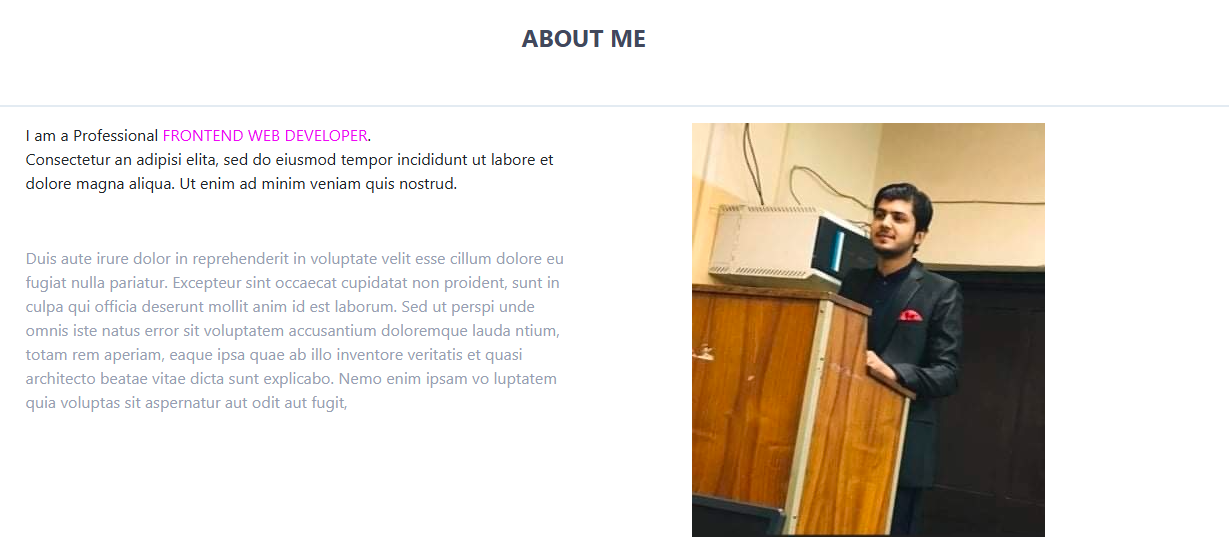 ABOUT ME
I am a Professional FRONTEND WEB DEVELOPER.
Consectetur an adipisi elita, sed do eiusmod tempor incididunt ut labore et
dolore magna aliqua. Ut enim ad minim veniam quis nostrud.
Duis aute irure dolor in reprehenderit in voluptate velit esse cillum dolore eu
fugiat nulla pariatur. Excepteur sint occaecat cupidatat non proident, sunt in
culpa qui officia deserunt mollit anim id est laborum. Sed ut perspi unde
omnis iste natus error sit voluptatem accusantium doloremque lauda ntium,
totam rem aperiam, eaque ipsa quae ab illo inventore veritatis et quasi
architecto beatae vitae dicta sunt explicabo. Nemo enim ipsam vo luptatem
quia voluptas sit aspernatur aut odit aut fugit,